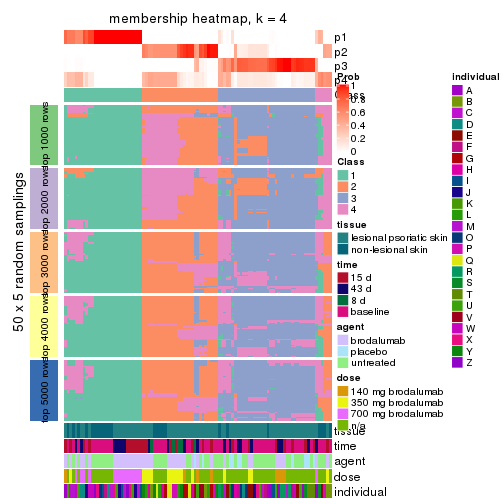 membership heatmap, k = 4
p1
p2
p3
p4
Prob
1
0.8
0.6
0.4
0.2
0
Class
Class
1
2
3
4
tissue
lesional psoriatic skin
non-lesional skin
time
15 d
43 d
8 d
baseline
agent
brodalumab
placebo
untreated
dose
140 mg brodalumab
350 mg brodalumab
700 mg brodalumab
n/a
individual
A
B
C
D
E
F
G
H
I
J
K
L
M
O
P
Q
R
S
T
U
V
W
X
Y
Z
50 x 5 random samplings
top 1000 rows
top 2000 rows
top 3000 rows
top 4000 rows
top 5000 rows
tissue
time
agent
dose
individual